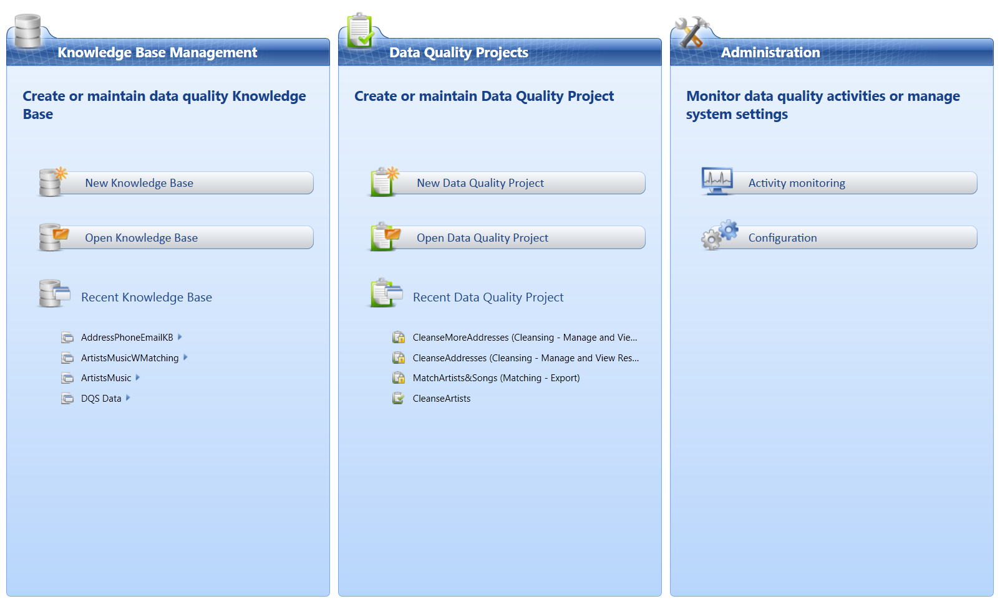 Knowledge Base Management
Create or maintain data quality Knowledge
Base
New Knowledge Base
Open Knowledge Base
Recent Knowledge Base
AddressPhoneEmailKB
ArtistsMusicWMatching
ArtistsMusic
DQS Data
Data Quality Projects
Create or maintain Data Quality Project
New Data Quality Project
Open Data Quality Project
Recent Data Quality Project
CleanseMoreAddresses (Cleansing - Manage and Vie...
CleanseAddresses (Cleansing - Manage and View Res...
MatchArtists&Songs (Matching - Export)
CleanseArtists
Administration
Monitor data quality activities or manage
system settings
Activity monitoring
Configuration